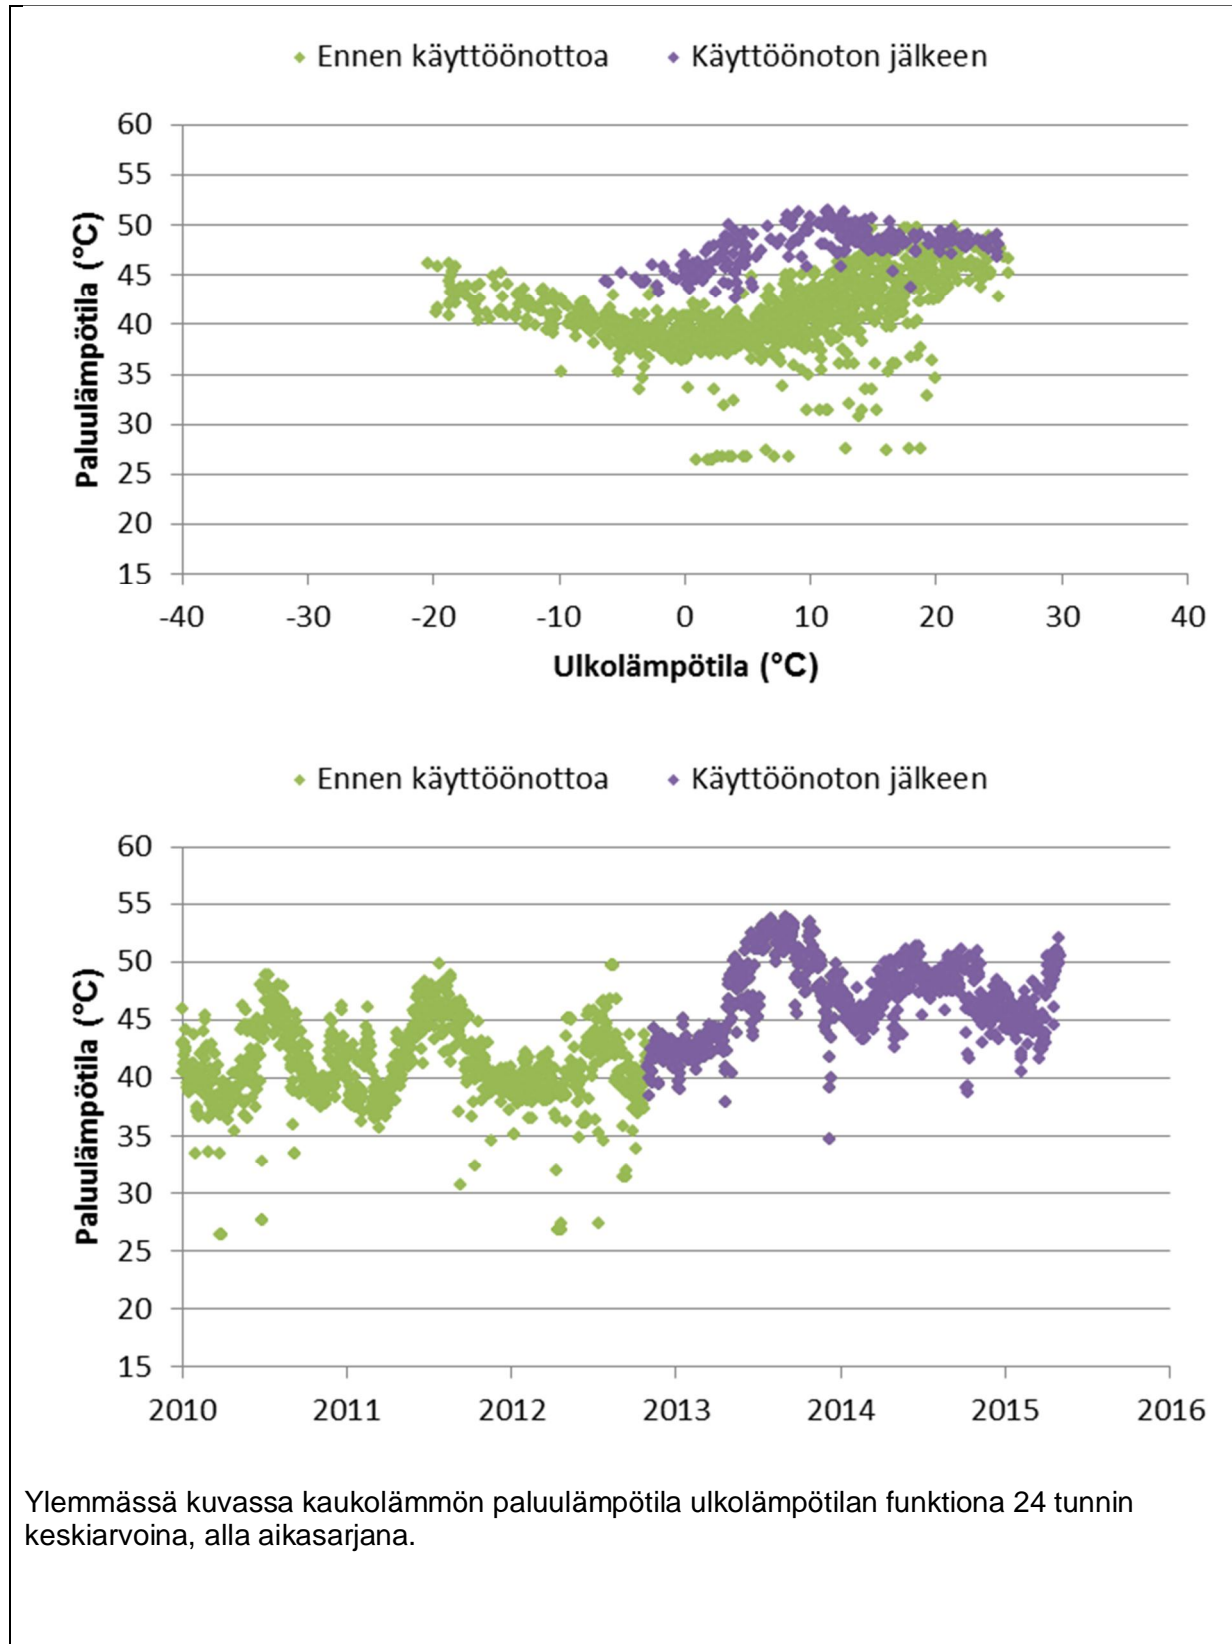 Ennen käyttöönottoa Käyttöönoton jälkeen
60
55
50
45
40
35
30
25
20
15
Paluulämpötila (°C)
-40 -30 -20 -10 0 10 20 30 40
Ulkolämpötila (°C)
Ennen käyttöönottoa Käyttöönoton jälkeen
60
55
50
45
40
35
30
25
20
15
Paluulämpötila (°C)
2010 2011 2012 2013 2014 2015 2016
Ylemmässä kuvassa kaukolämmön paluulämpötila ulkolämpötilan funktiona 24 tunnin
keskiarvoina, alla aikasarjana.